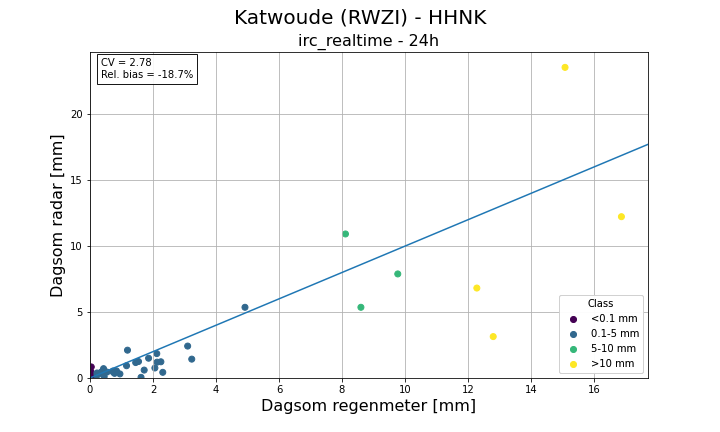 Katwoude (RWZI) - HHNK
irc_realtime - 24h
CV = 2.78
Rel. bias = -18.7%
Dagsom radar [mm]
20
15
10
5
0
0 2 4 6 8 10 12 14 16
Dagsom regenmeter [mm]
Class
<0.1 mm
0.1-5 mm
5-10 mm
>10 mm